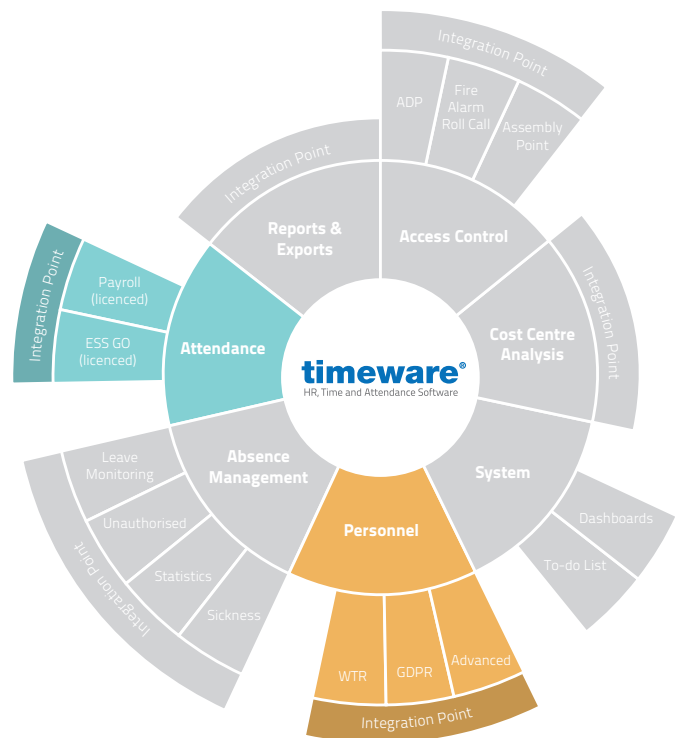 Integration Point
ADP
Fire
Alarm
Roll Call
Assembly
Point
Integration Point
Reports &
Exports
Access Control
Integration Point
Cost Centre
Analysis
Integration Point
Payroll
(licenced)
ESS GO
(licenced)
Attendance
timeware®
HR, Time and Attendance Software
Absence
Management
System
Personnel
Leave
Monitoring
Unauthorised
Statistics
Sickness
Integration Point
Dashboards
To-do List
WTR
GDPR
Advanced
Integration Point